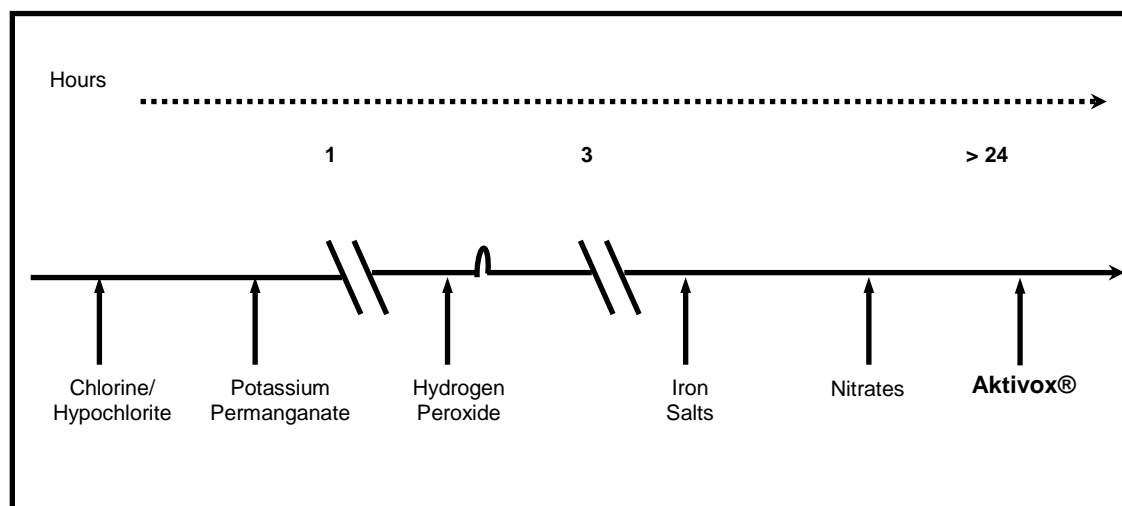 Hours
1 3 > 24
Chlorine/
Hypochlorite
Potassium
Permanganate
Hydrogen
Peroxide
Iron
Salts
Nitrates
Aktivox®